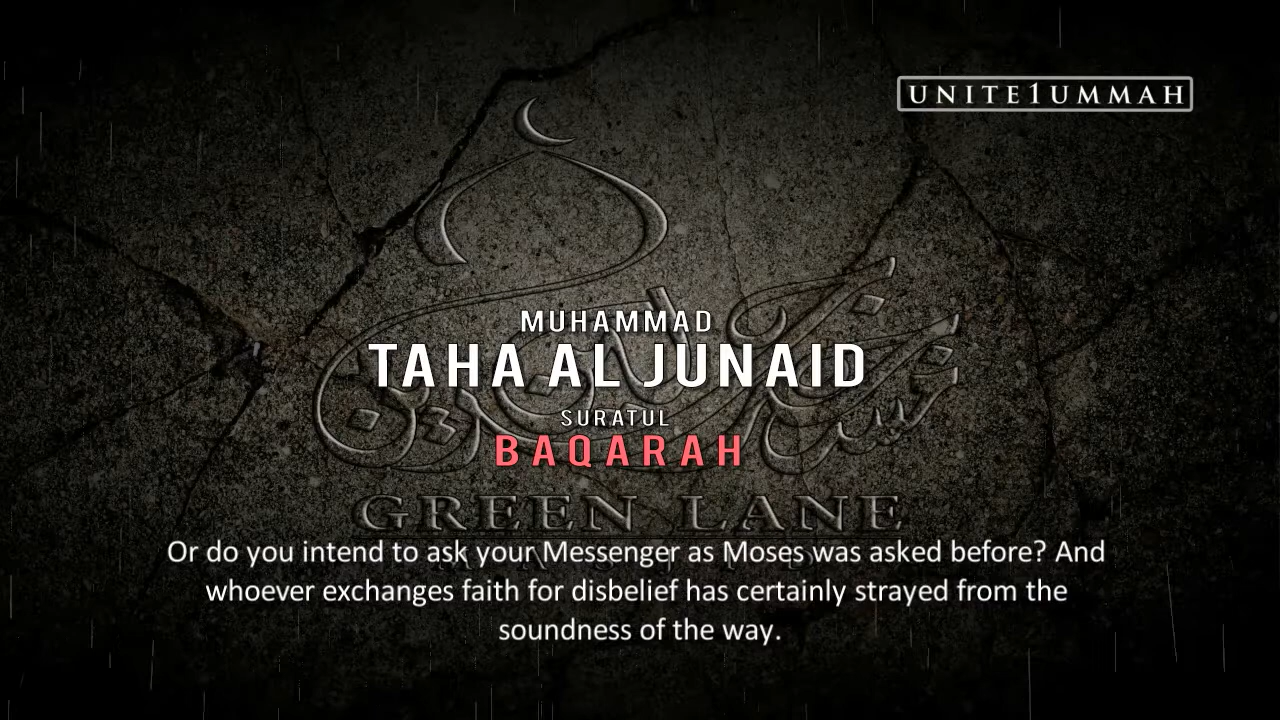 UNITE1UMMAH
MUHAMMAD
TAHA AL JUNAID
SURATUL
BAQARAH
GREEN LANE
Or do you intend to ask your Messenger as Moses was asked before? And
whoever exchanges faith for disbelief has certainly strayed from the
soundness of the way.